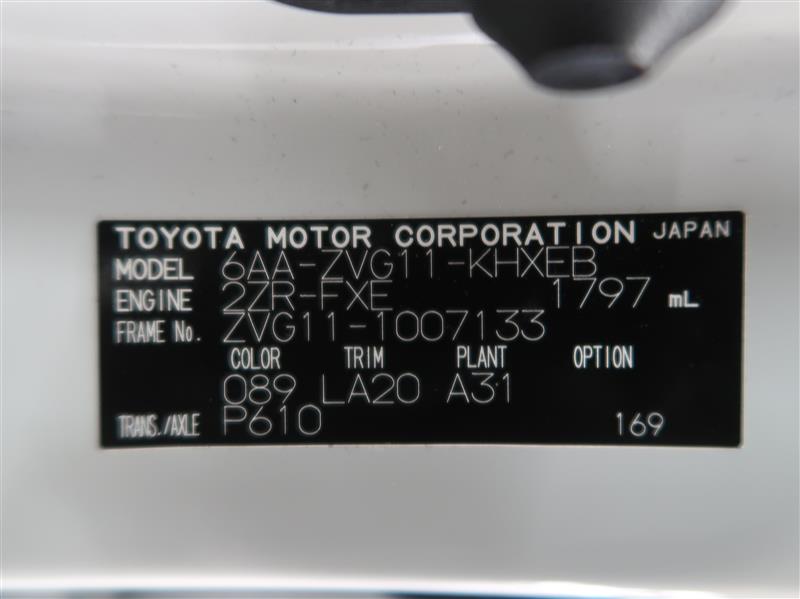 TOYOTA MOTOR CORPORATION JAPAN
MODEL 6AA-ZVG11-KHXEB
ENGINE 2ZR-FXE 1797 mL
FRAME No. ZVG11-1007133
COLOR TRIM PLANT OPTION
089 LA20 A31
TRANS./AXLE P610 169